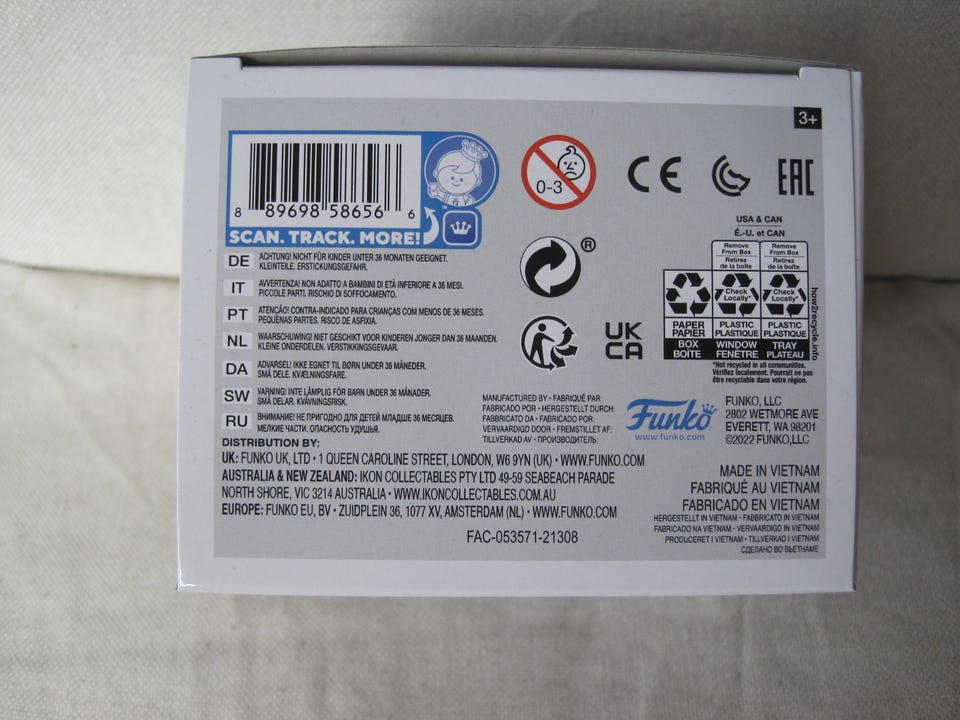 3+
8 89698 58656 6
SCAN. TRACK. MORE!
™
0-3
CE
EAC
®
UK
CA
USA & CAN
É.-U. et CAN
Remove From Box
Retirez de la boîte
Remove From Box
Retirez de la boîte
Check Locally*
Check Locally*
PAPER
PAPIER
BOX
BOÎTE
PLASTIC
PLASTIQUE
WINDOW
FENÊTRE
PLASTIC
PLASTIQUE
TRAY
PLATEAU
how2recycle.info
*Not recycled in all communities.
Vérifiez localement. Pourrait ne pas
être recyclable dans votre région.
DE ACHTUNG! NICHT FÜR KINDER UNTER 36 MONATEN GEEIGNET.
KLEINTEILE. ERSTICKUNGSGEFAHR.
IT AVVERTENZA! NON ADATTO A BAMBINI DI ETÀ INFERIORE A 36 MESI.
PICCOLE PARTI. RISCHIO DI SOFFOCAMENTO.
PT ATENÇÃO! CONTRA-INDICADO PARA CRIANÇAS COM MENOS DE 36 MESES.
PEQUENAS PARTES. RISCO DE ASFIXIA.
NL WAARSCHUWING! NIET GESCHIKT VOOR KINDEREN JONGER DAN 36 MAANDEN.
KLEINE ONDERDELEN. VERSTIKKINGSGEVAAR.
DA ADVARSEL! IKKE EGNET TIL BØRN UNDER 36 MÅNEDER.
SMÅ DELE. KVÆLNINGSFARE.
SW VARNING! INTE LÄMPLIG FÖR BARN UNDER 36 MÅNADER.
SMÅ DELAR. KVÄVNINGSRISK.
RU ВНИМАНИЕ! НЕ ПРИГОДНО ДЛЯ ДЕТЕЙ МЛАДШЕ 36 МЕСЯЦЕВ.
МЕЛКИЕ ЧАСТИ. ОПАСНОСТЬ УДУШЬЯ.
MANUFACTURED BY • FABRIQUÉ PAR:
FABRICADO POR • HERGESTELLT DURCH:
FABBRICATO DA • FABRICADO POR:
VERVAARDIGD DOOR • FREMSTILLET AF:
TILLVERKAD AV • ПРОИЗВОДИТЕЛЬ:
Funko
www.funko.com
FUNKO, LLC
2802 WETMORE AVE
EVERETT, WA 98201
©2022 FUNKO,LLC
DISTRIBUTION BY:
UK: FUNKO UK, LTD • 1 QUEEN CAROLINE STREET, LONDON, W6 9YN (UK) • WWW.FUNKO.COM
AUSTRALIA & NEW ZEALAND: IKON COLLECTABLES PTY LTD 49-59 SEABEACH PARADE
NORTH SHORE, VIC 3214 AUSTRALIA • WWW.IKONCOLLECTABLES.COM.AU
EUROPE: FUNKO EU, BV • ZUIDPLEIN 36, 1077 XV, AMSTERDAM (NL) • WWW.FUNKO.COM
FAC-053571-21308
MADE IN VIETNAM
FABRIQUÉ AU VIETNAM
FABRICADO EN VIETNAM
HERGESTELLT IN VIETNAM • FABBRICATO IN VIETNAM
FABRICADO NA VIETNAM • VERVAARDIGD IN VIETNAM
PRODUCERET I VIETNAM • TILLVERKAD I VIETNAM
СДЕЛАНО ВО ВЬЕТНАМЕ